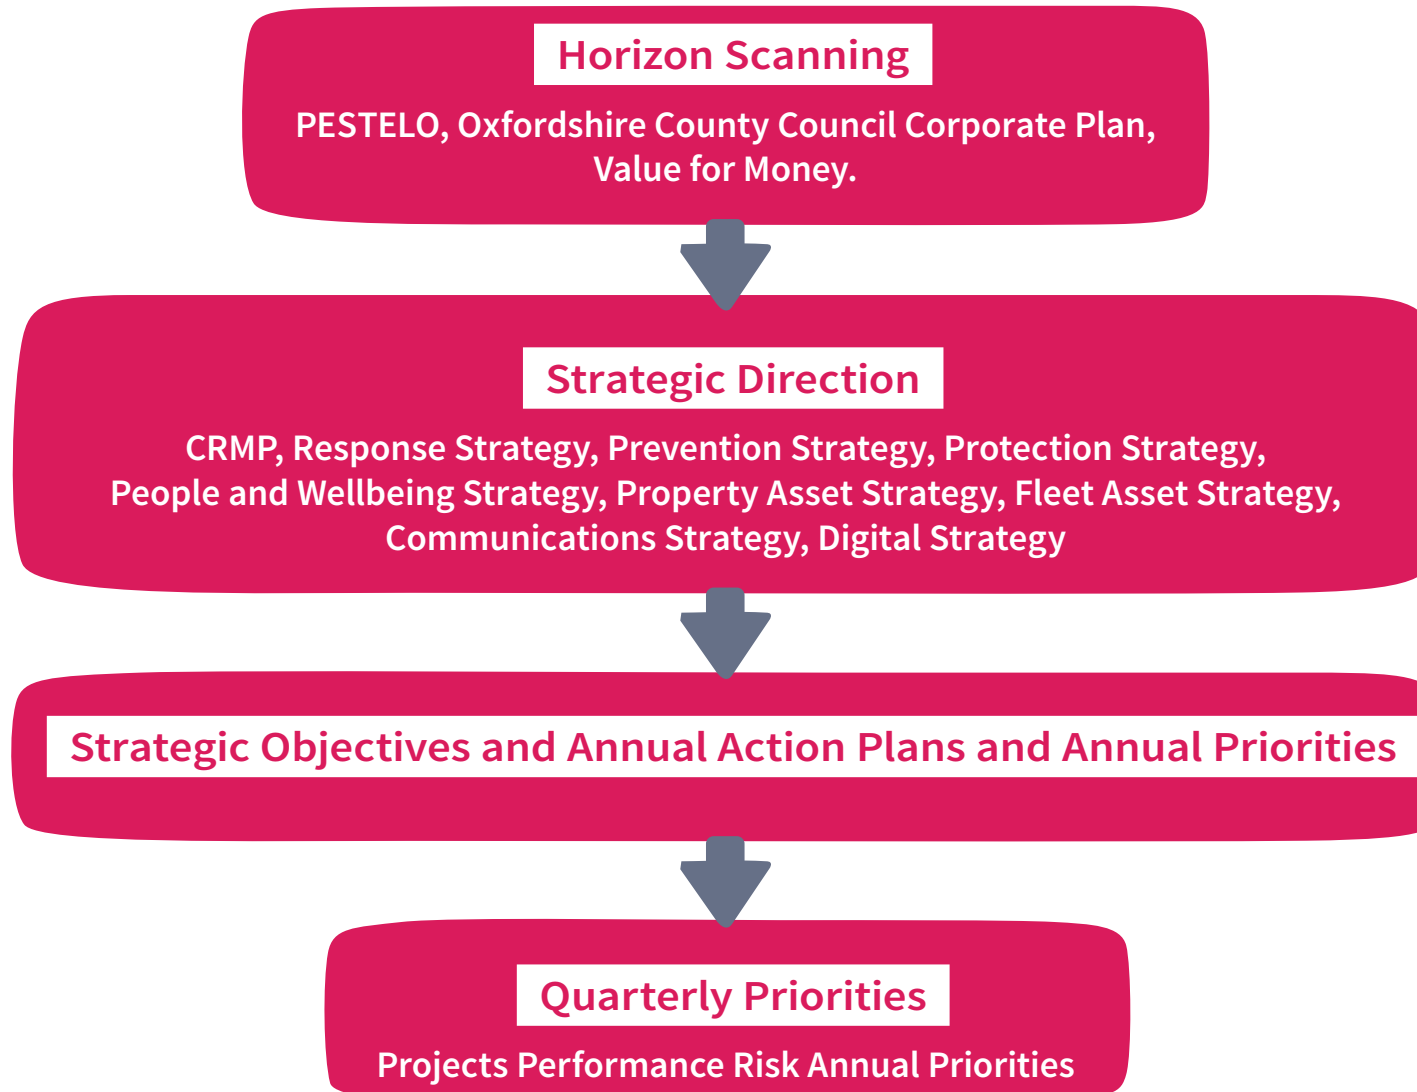 Horizon Scanning
PESTELO, Oxfordshire County Council Corporate Plan,
Value for Money.
Strategic Direction
CRMP, Response Strategy, Prevention Strategy, Protection Strategy,
People and Wellbeing Strategy, Property Asset Strategy, Fleet Asset Strategy,
Communications Strategy, Digital Strategy
Strategic Objectives and Annual Action Plans and Annual Priorities
Quarterly Priorities
Projects Performance Risk Annual Priorities